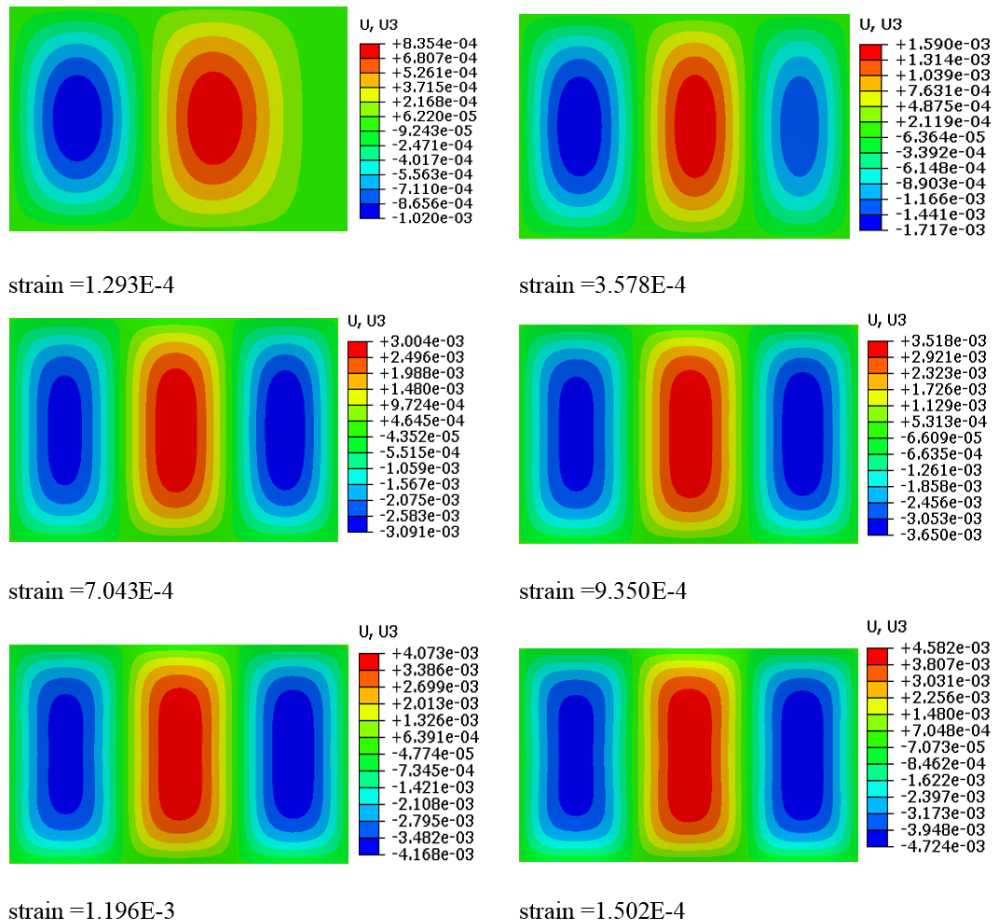 U, U3
+8.354e-04
+6.807e-04
+5.261e-04
+3.715e-04
+2.168e-04
+6.220e-05
-9.243e-05
-2.471e-04
-4.017e-04
-5.563e-04
-7.110e-04
-8.656e-04
-1.020e-03
strain =1.293E-4
U, U3
+1.590e-03
+1.314e-03
+1.039e-03
+7.631e-04
+4.875e-04
+2.119e-04
-6.364e-05
-3.392e-04
-6.148e-04
-8.903e-04
-1.166e-03
-1.441e-03
-1.717e-03
strain =3.578E-4
U, U3
+3.004e-03
+2.496e-03
+1.988e-03
+1.480e-03
+9.724e-04
+4.645e-04
-4.352e-05
-5.515e-04
-1.059e-03
-1.567e-03
-2.075e-03
-2.583e-03
-3.091e-03
strain =7.043E-4
U, U3
+3.518e-03
+2.921e-03
+2.323e-03
+1.726e-03
+1.129e-03
+5.313e-04
-6.609e-05
-6.635e-04
-1.261e-03
-1.858e-03
-2.456e-03
-3.053e-03
-3.650e-03
strain =9.350E-4
U, U3
+4.073e-03
+3.386e-03
+2.699e-03
+2.013e-03
+1.326e-03
+6.391e-04
-4.774e-05
-7.345e-04
-1.421e-03
-2.108e-03
-2.795e-03
-3.482e-03
-4.168e-03
strain =1.196E-3
U, U3
+4.582e-03
+3.807e-03
+3.031e-03
+2.256e-03
+1.480e-03
+7.048e-04
-7.073e-05
-8.462e-04
-1.622e-03
-2.397e-03
-3.173e-03
-3.948e-03
-4.724e-03
strain =1.502E-4